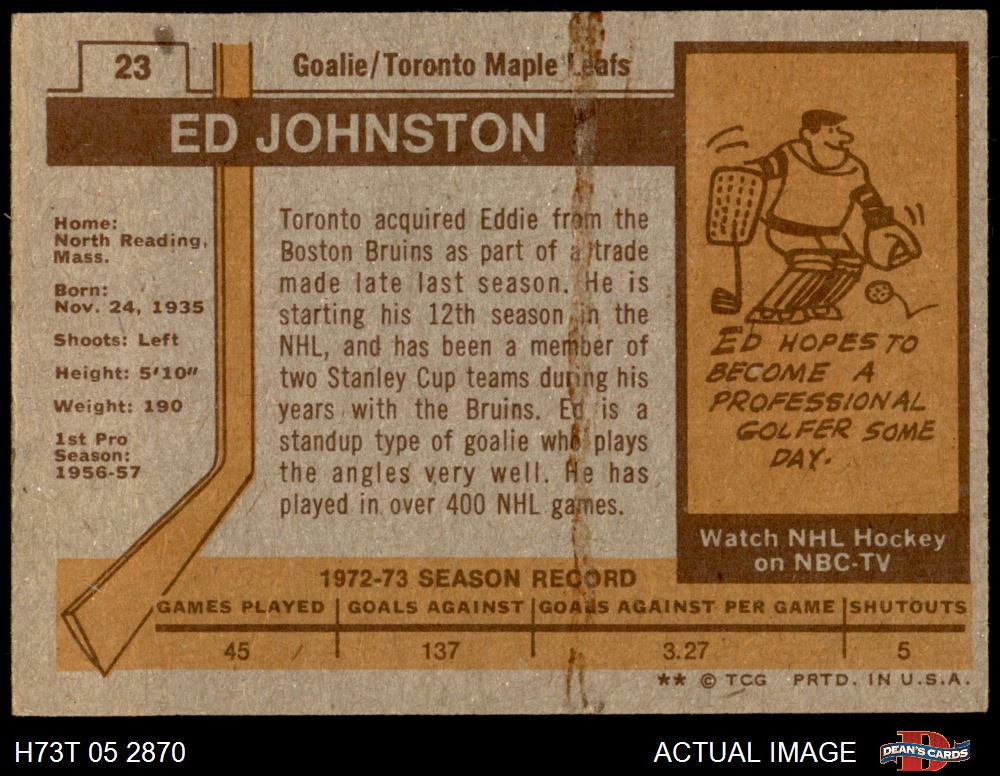 23
Goalie/Toronto Maple Leafs
ED JOHNSTON
Home:
North Reading,
Mass.
Born:
Nov. 24, 1935
Shoots: Left
Height: 5'10"
Weight: 190
1st Pro
Season:
1956-57
Toronto acquired Eddie from the
Boston Bruins as part of a trade
made late last season. He is
starting his 12th season in the
NHL, and has been a member of
two Stanley Cup teams during his
years with the Bruins. Ed is a
standup type of goalie who plays
the angles very well. He has
played in over 400 NHL games.
ED HOPES TO
BECOME A
PROFESSIONAL
GOLFER SOME
DAY.
Watch NHL Hockey
on NBC-TV
1972-73 SEASON RECORD
GAMES PLAYED GOALS AGAINST GOALS AGAINST PER GAME SHUTOUTS
45 137 3.27 5
** © TCG PRTD. IN U.S.A.
H73T 05 2870 ACTUAL IMAGE DEAN'S CARDS